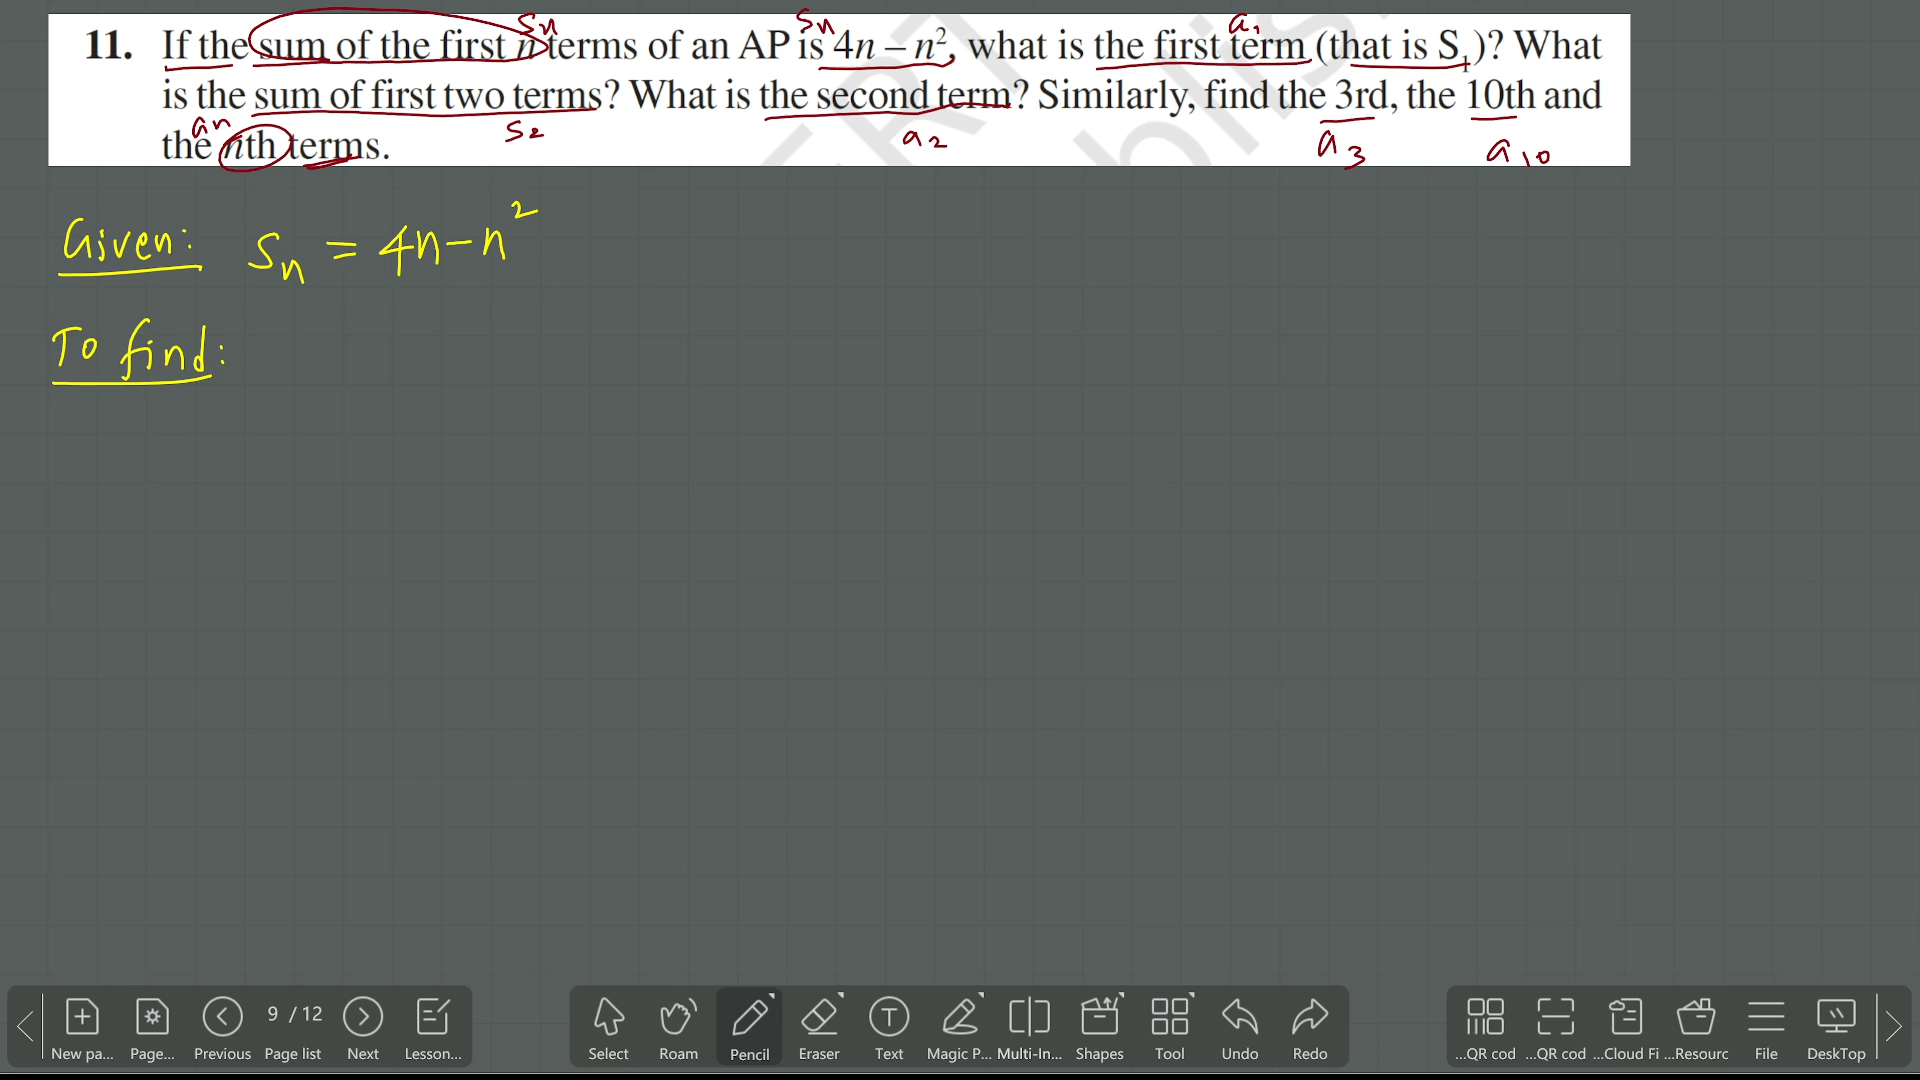 11. If the sum of the first n terms of an AP is 4n – n², what is the first term (that is S₁)? What
is the sum of first two terms? What is the second term? Similarly, find the 3rd, the 10th and
the nth terms.
Sn
Sn
a₁
an
S₂
a₂
a₃
a₁₀
Given: Sn = 4n – n²
To find:
New pa...
Page...
Previous
9 / 12
Page list
Next
Lesson...
Select
Roam
Pencil
Eraser
Text
Magic P...
Multi-In...
Shapes
Tool
Undo
Redo
...QR cod
...QR cod
...Cloud Fi
...Resourc
File
DeskTop